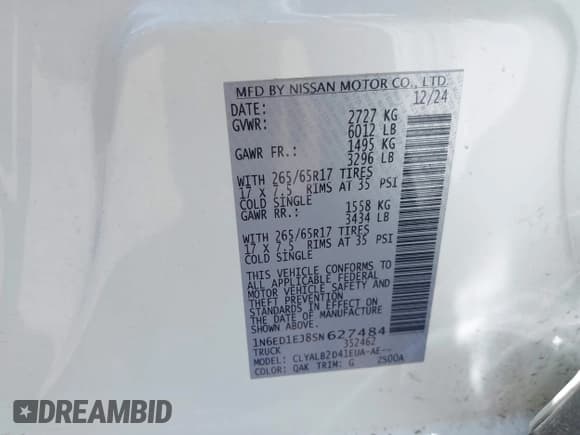 MFD BY NISSAN MOTOR CO., LTD
DATE: 12/24
GVWR: 2727 KG
6012 LB
GAWR FR.: 1495 KG
3296 LB
WITH 265/65R17 TIRES
17 X 7.5 RIMS AT 35 PSI
COLD SINGLE
GAWR RR.: 1558 KG
3434 LB
WITH 265/65R17 TIRES
17 X 7.5 RIMS AT 35 PSI
COLD SINGLE
THIS VEHICLE CONFORMS TO
ALL APPLICABLE FEDERAL
MOTOR VEHICLE SAFETY AND
THEFT PREVENTION
STANDARDS IN EFFECT ON
THE DATE OF MANUFACTURE
SHOWN ABOVE.
1N6ED1EJ8SN627484
TRUCK 352462
MODEL: CLYALBZD41EUA-AE--
COLOR: QAK TRIM: G 2500A
DREAMBID
.com